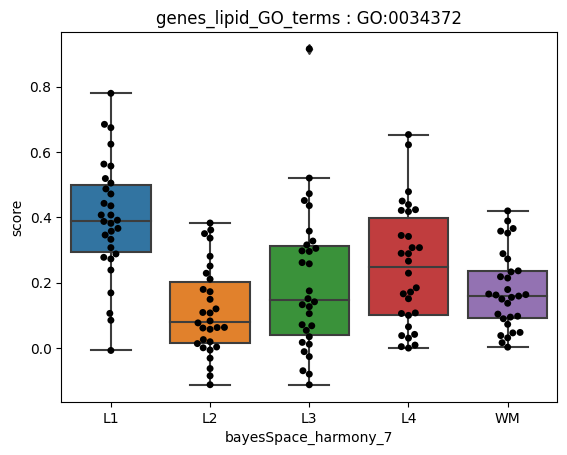 genes_lipid_GO_terms : GO:0034372
score
0.8
0.6
0.4
0.2
0.0
L1 L2 L3 L4 WM
bayesSpace_harmony_7